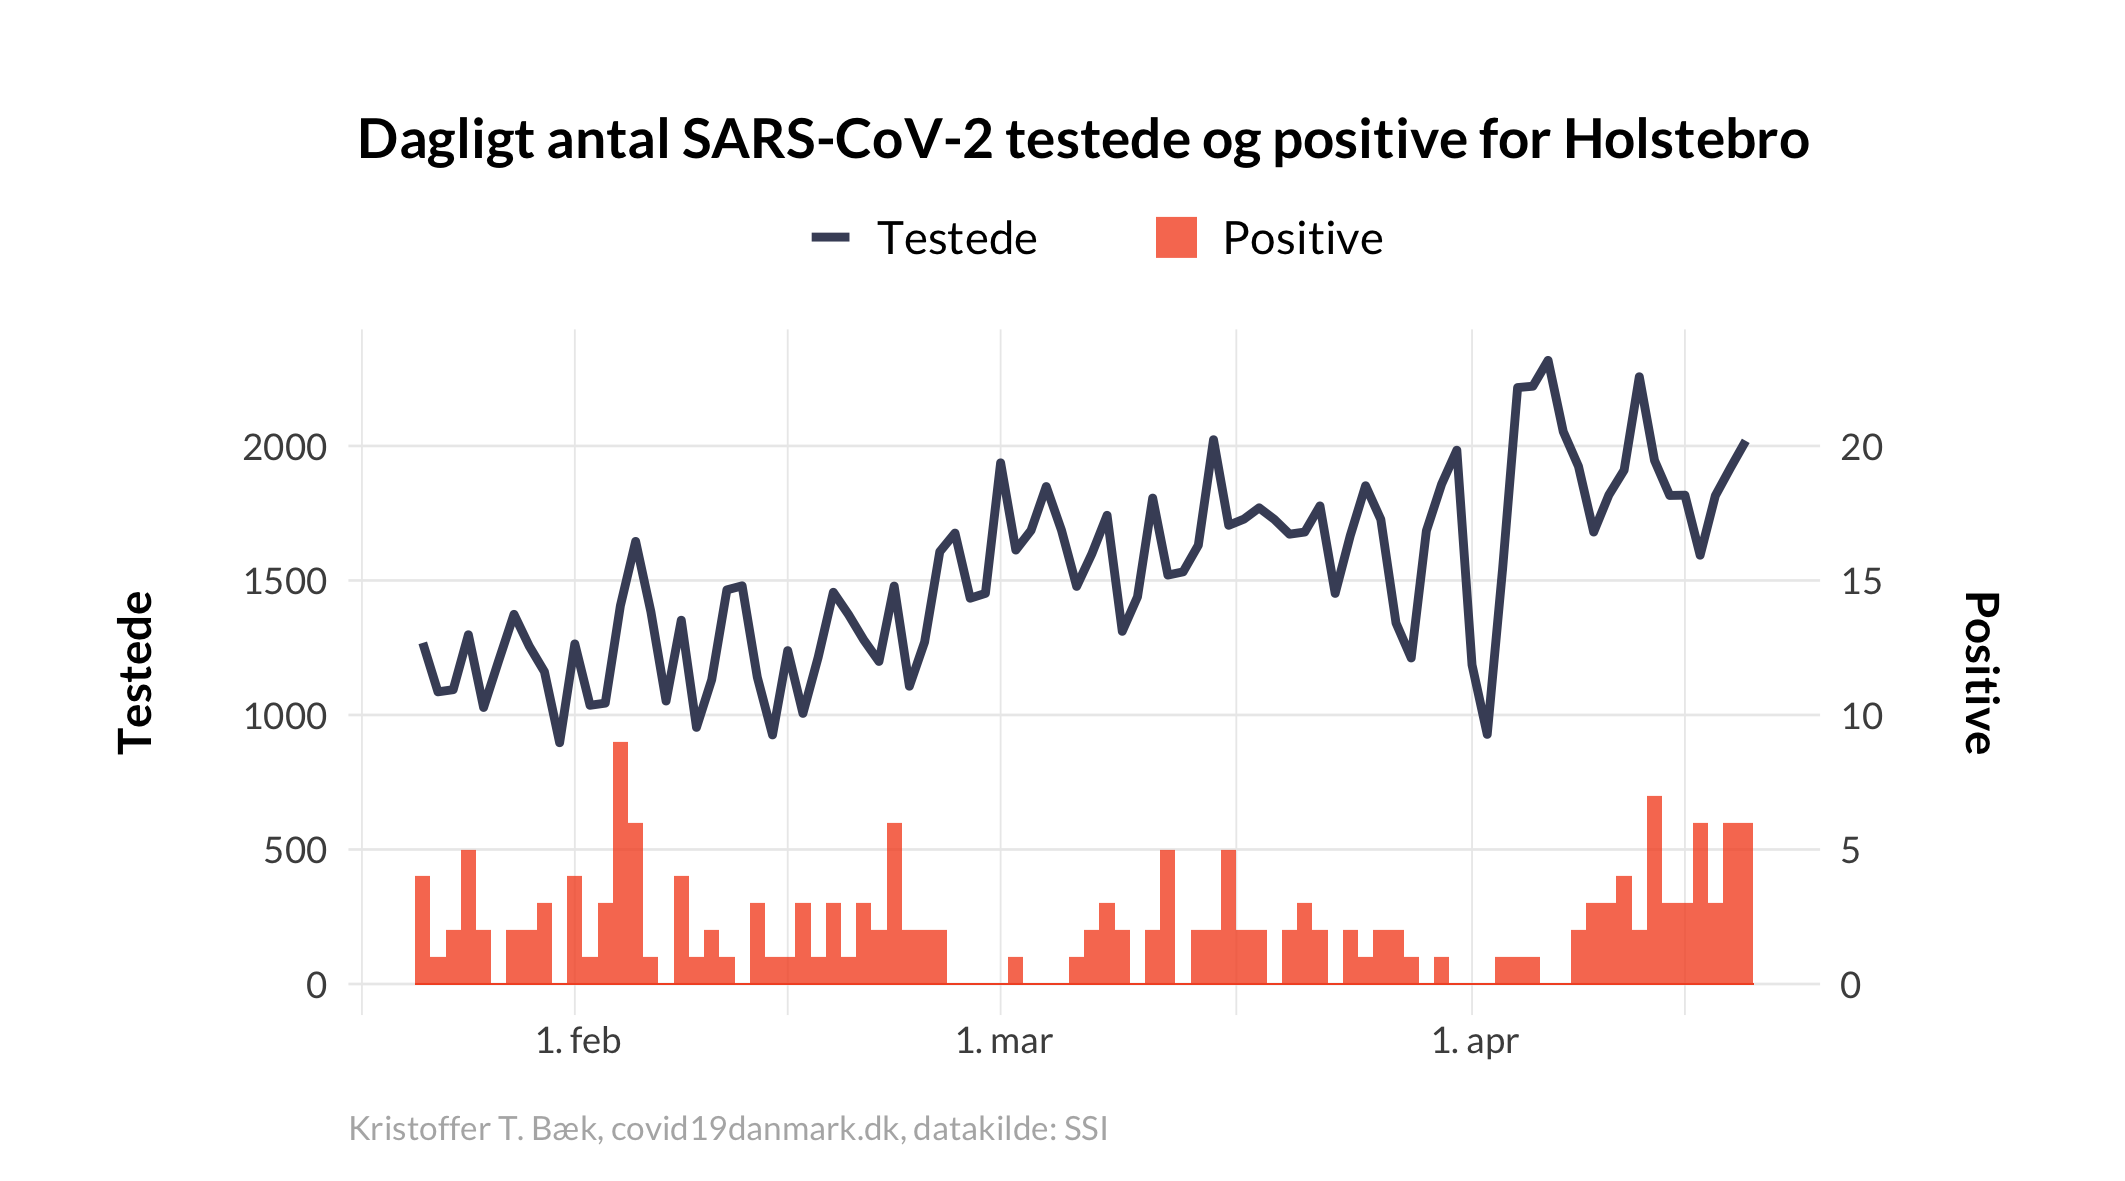 Dagligt antal SARS-CoV-2 testede og positive for Holstebro
Testede
Positive
Testede
2000
1500
1000
500
0
20
15
10
5
0
Positive
1. feb
1. mar
1. apr
Kristoffer T. Bæk, covid19danmark.dk, datakilde: SSI